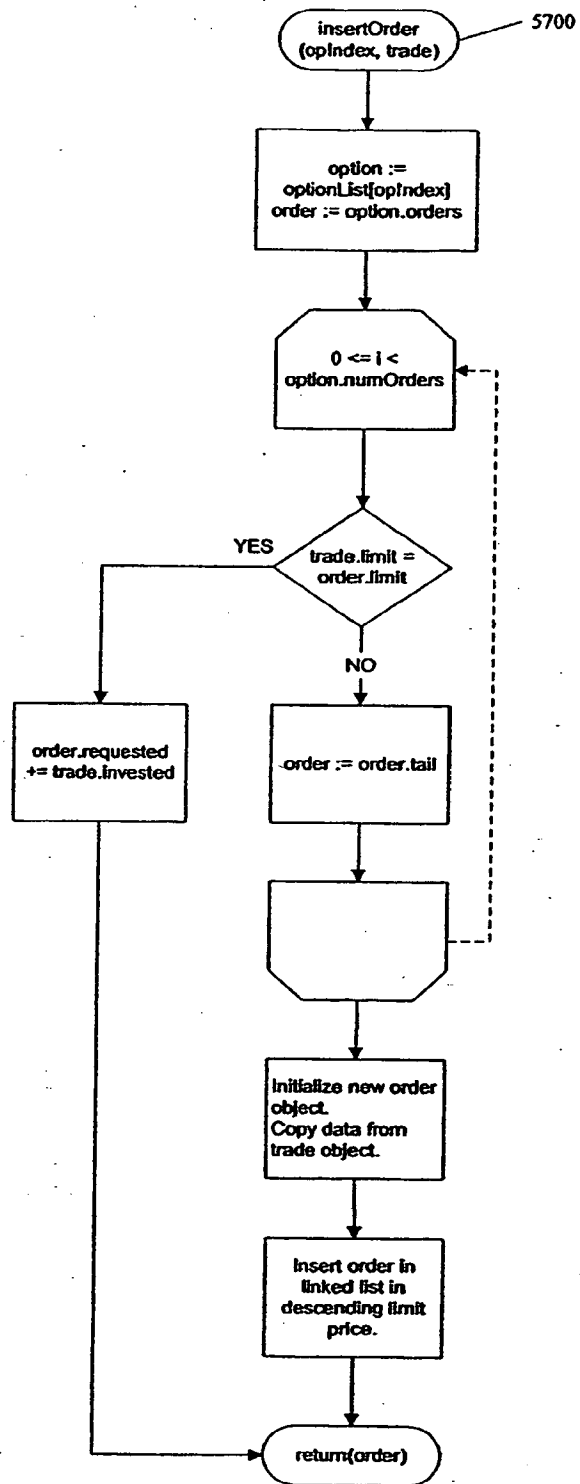 insertOrder
(opIndex, trade)
5700
option :=
optionList[opIndex]
order := option.orders
0 <= i <
option.numOrders
YES
trade.limit =
order.limit
NO
order.requested
+= trade.invested
order := order.tail
Initialize new order
object.
Copy data from
trade object.
Insert order in
linked list in
descending limit
price.
return(order)